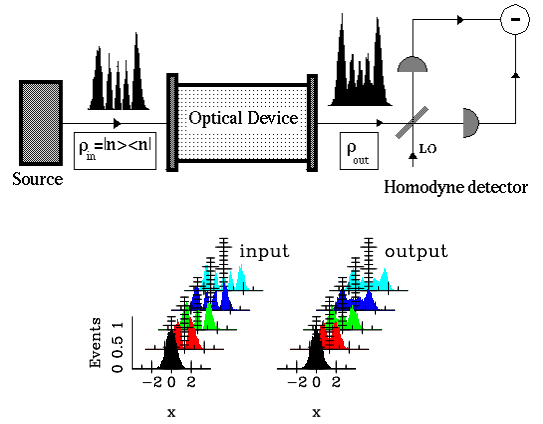 Source
ρin=|n><n|
Optical Device
ρout
LO
-
Homodyne detector
input
output
Events
0 0.5 1
-2 0 2
-2 0 2
x
x